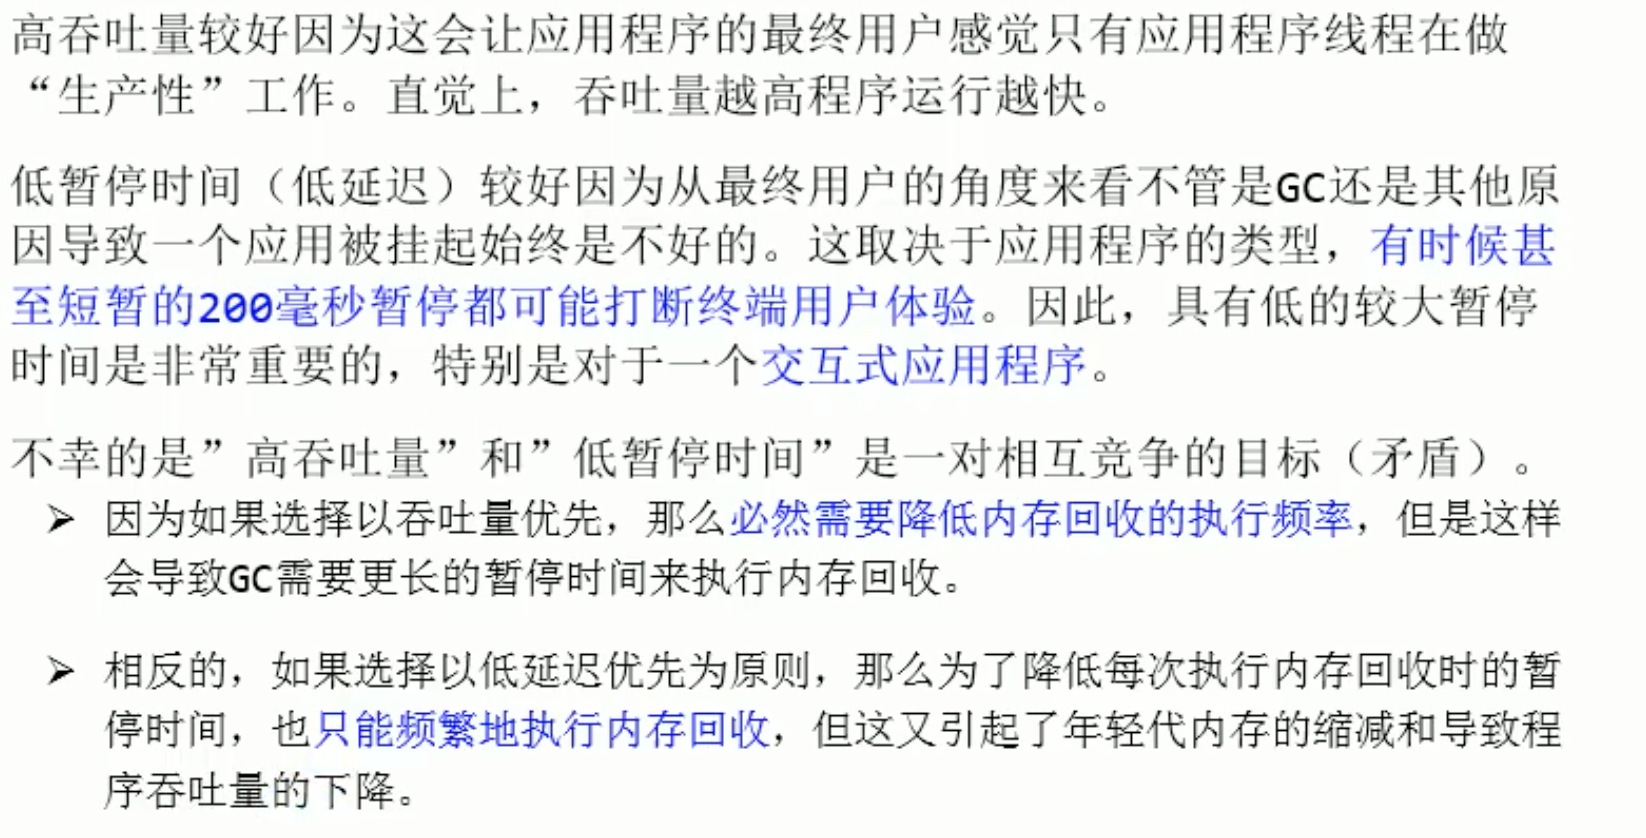 高吞吐量较好因为这会让应用程序的最终用户感觉只有应用程序线程在做
“生产性”工作。直觉上，吞吐量越高程序运行越快。
低暂停时间（低延迟）较好因为从最终用户的角度来看不管是GC还是其他原
因导致一个应用被挂起始终是不好的。这取决于应用程序的类型，有时候甚
至短暂的200毫秒暂停都可能打断终端用户体验。因此，具有低的较大暂停
时间是非常重要的，特别是对于一个交互式应用程序。
不幸的是”高吞吐量”和”低暂停时间”是一对相互竞争的目标（矛盾）。
➢ 因为如果选择以吞吐量优先，那么必然需要降低内存回收的执行频率，但是这样
会导致GC需要更长的暂停时间来执行内存回收。
➢ 相反的，如果选择以低延迟优先为原则，那么为了降低每次执行内存回收时的暂
停时间，也只能频繁地执行内存回收，但这又引起了年轻代内存的缩减和导致程
序吞吐量的下降。